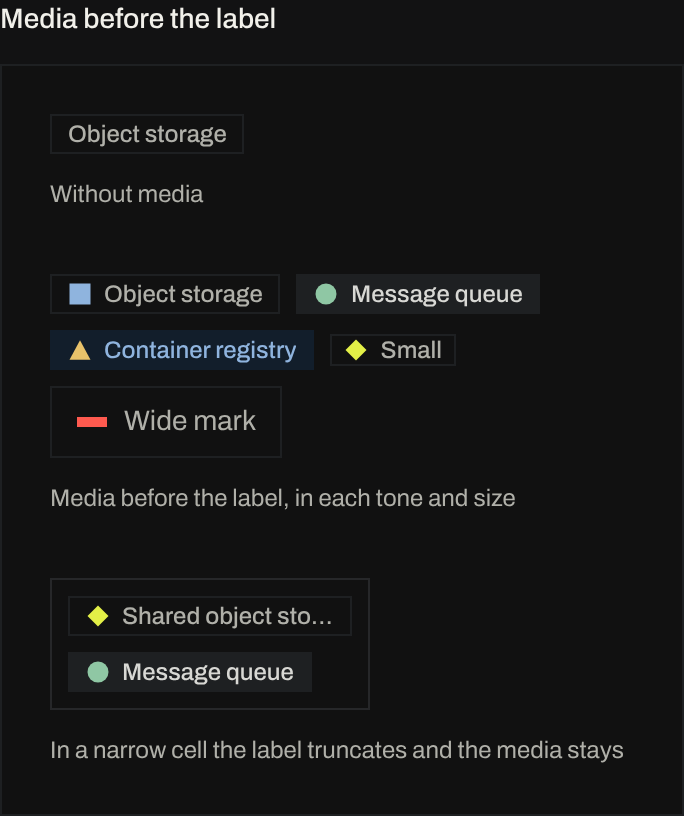 Media before the label
Object storage
Without media
Object storage
Message queue
Container registry
Small
Wide mark
Media before the label, in each tone and size
Shared object sto...
Message queue
In a narrow cell the label truncates and the media stays